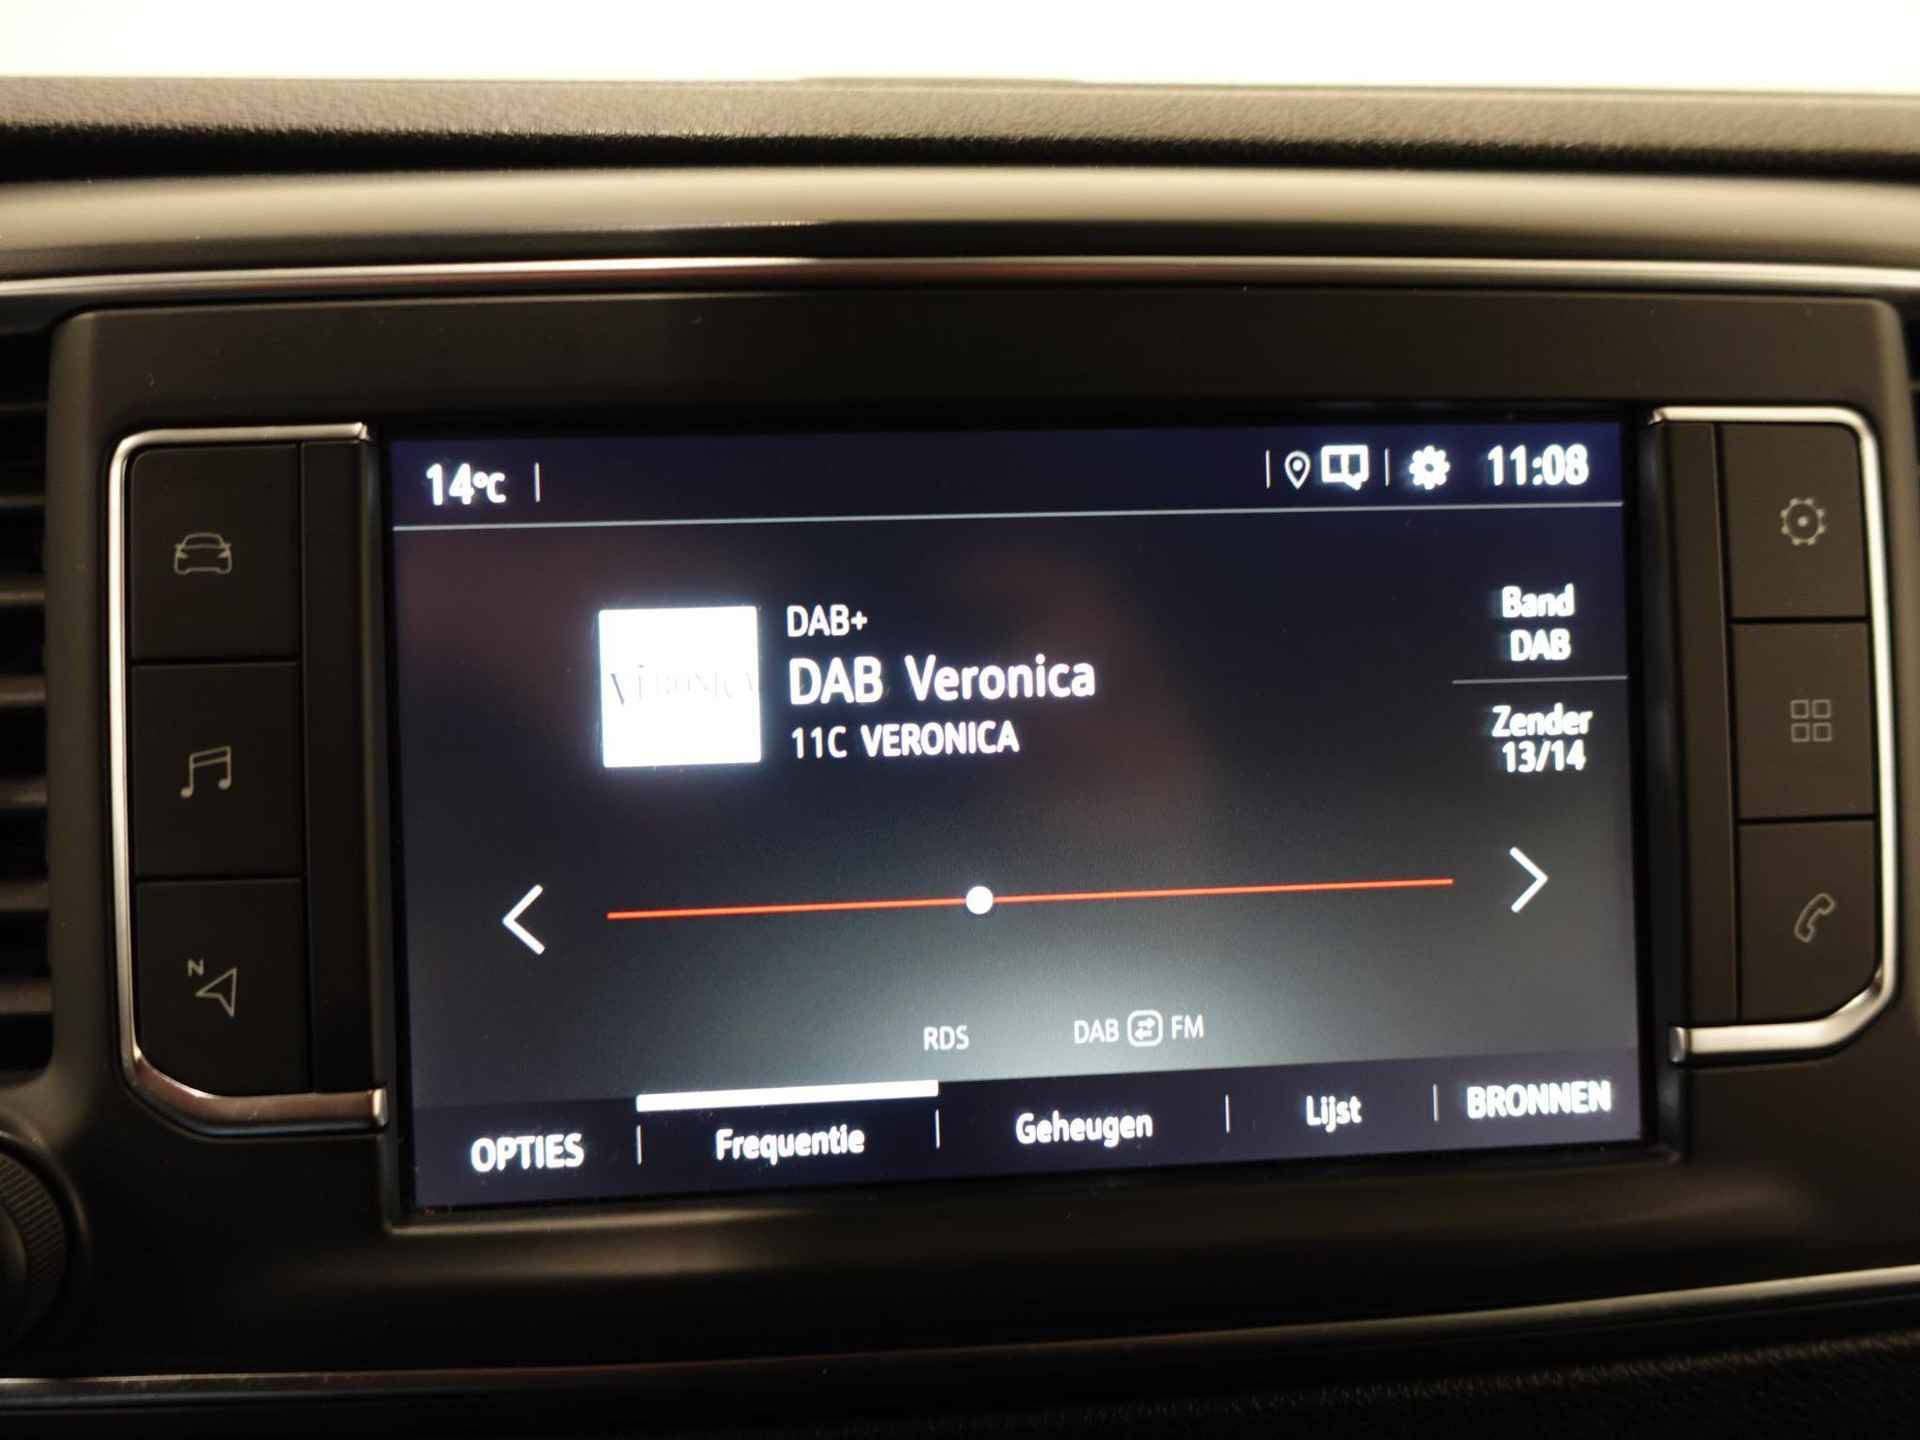 14°C
11:08
DAB+
Band
DAB
VERONICA
DAB Veronica
11C VERONICA
Zender
13/14
N
RDS
DAB FM
OPTIES
Frequentie
Geheugen
Lijst
BRONNEN